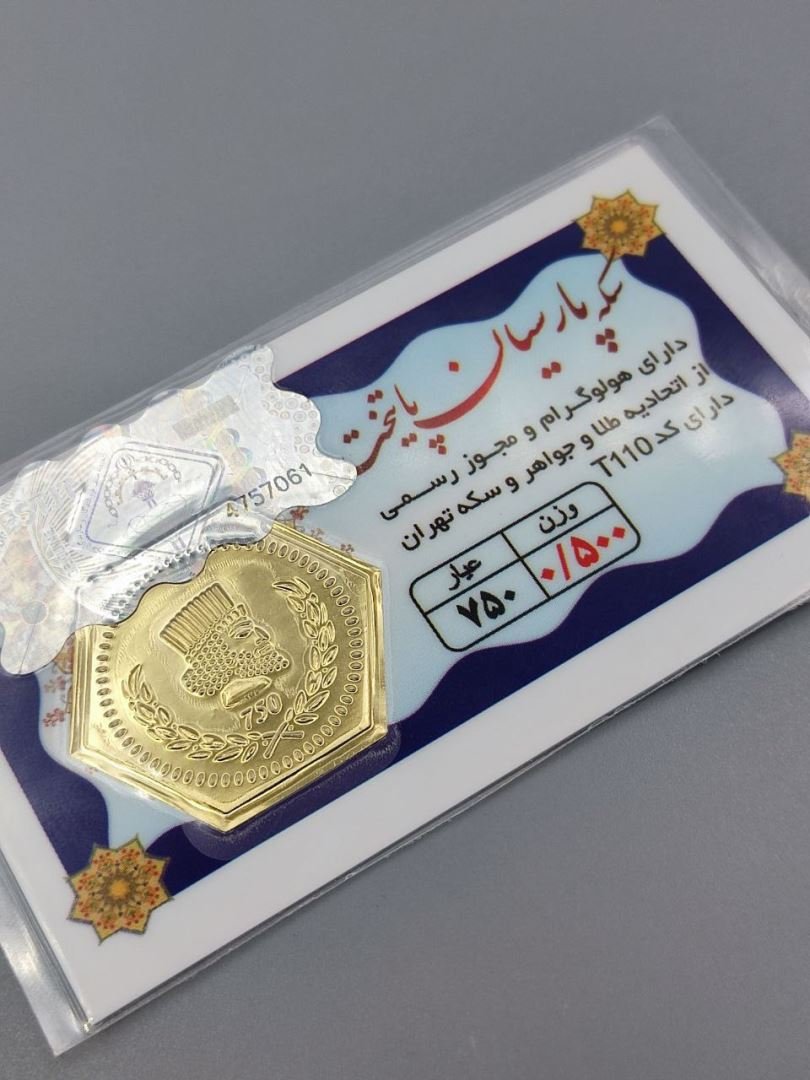 سکه پارسیان پایتخت
دارای هولوگرام و مجوز رسمی
از اتحادیه طلا و جواهر و سکه تهران
دارای کد T110
وزن عیار
۰/۵۰۰ ۷۵۰
4757061
750